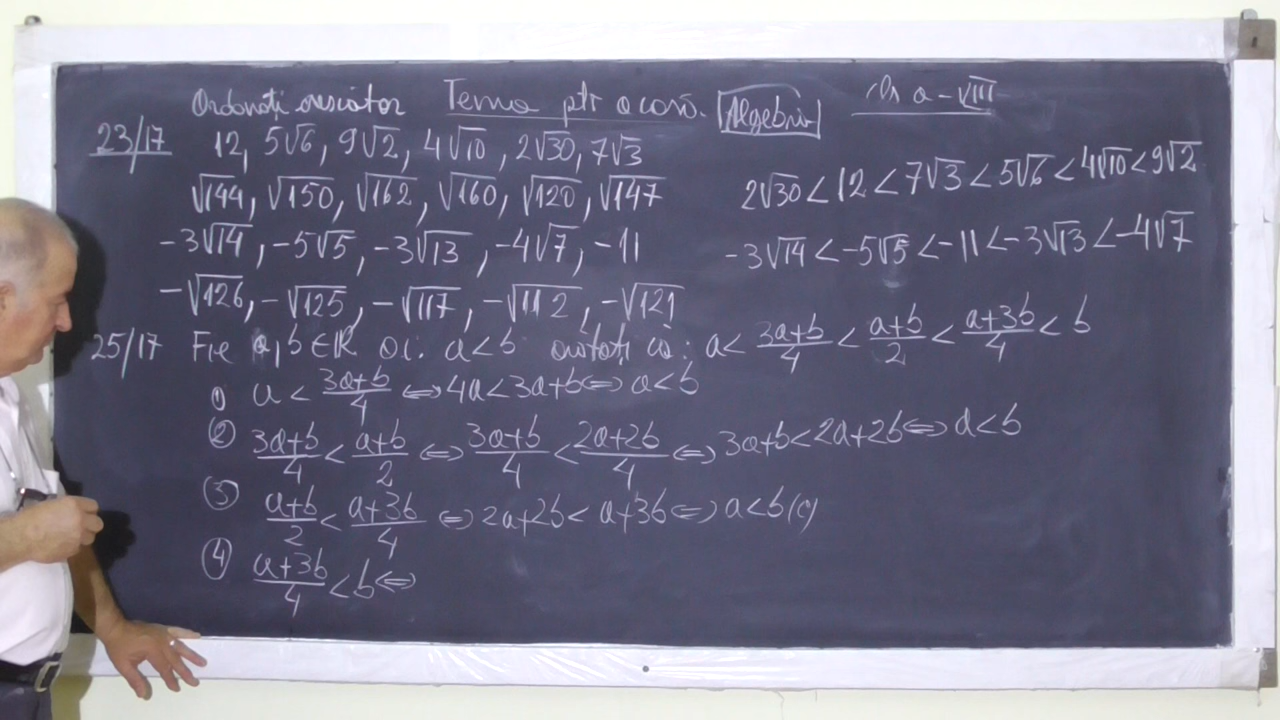 Ordonați crescător Tema ptr acasă. Algebră cls a-VIII
23/17 12, 5√6, 9√2, 4√10, 2√30, 7√3
√144, √150, √162, √160, √120, √147
2√30 < 12 < 7√3 < 5√6 < 4√10 < 9√2
-3√14, -5√5, -3√13, -4√7, -11
-3√14 < -5√5 < -11 < -3√13 < -4√7
-√126, -√125, -√117, -√112, -√121
25/17 Fie a, b ∈ R a.i. a<b arătați că: a < (3a+b)/4 < (a+b)/2 < (a+3b)/4 < b
① a < (3a+b)/4 ⇔ 4a < 3a+b ⇔ a<b
② (3a+b)/4 < (a+b)/2 ⇔ (3a+b)/4 < (2a+2b)/4 ⇔ 3a+b < 2a+2b ⇔ a<b
③ (a+b)/2 < (a+3b)/4 ⇔ 2a+2b < a+3b ⇔ a<b (A)
④ (a+3b)/4 < b ⇔